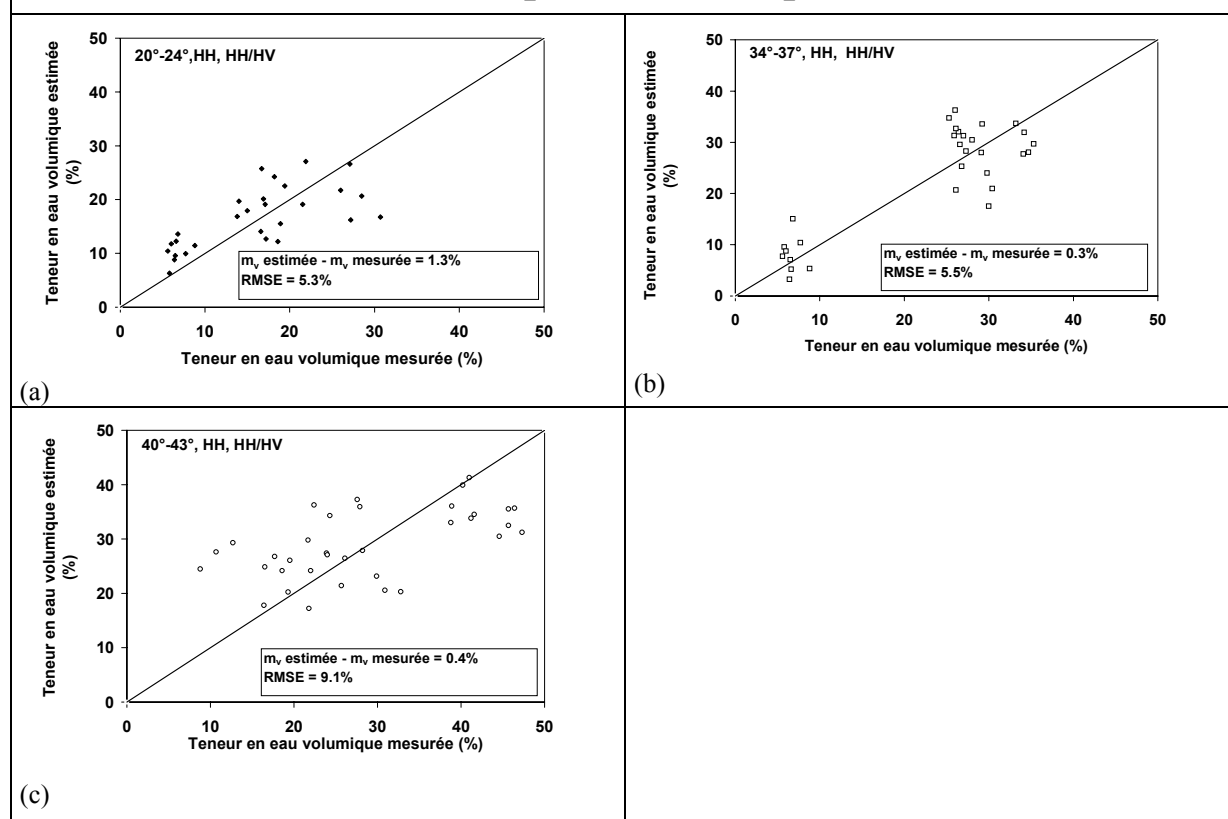 50
40
30
20
10
0
Teneur en eau volumique estimée
(%)
20°-24°,HH, HH/HV
mv estimée - mv mesurée = 1.3%
RMSE = 5.3%
0 10 20 30 40 50
Teneur en eau volumique mesurée (%)
(a)
50
40
30
20
10
0
Teneur en eau volumique estimée
(%)
34°-37°, HH, HH/HV
mv estimée - mv mesurée = 0.3%
RMSE = 5.5%
0 10 20 30 40 50
Teneur en eau volumique mesurée (%)
(b)
50
40
30
20
10
0
Teneur en eau volumique estimée
(%)
40°-43°, HH, HH/HV
mv estimée - mv mesurée = 0.4%
RMSE = 9.1%
0 10 20 30 40 50
Teneur en eau volumique mesurée (%)
(c)